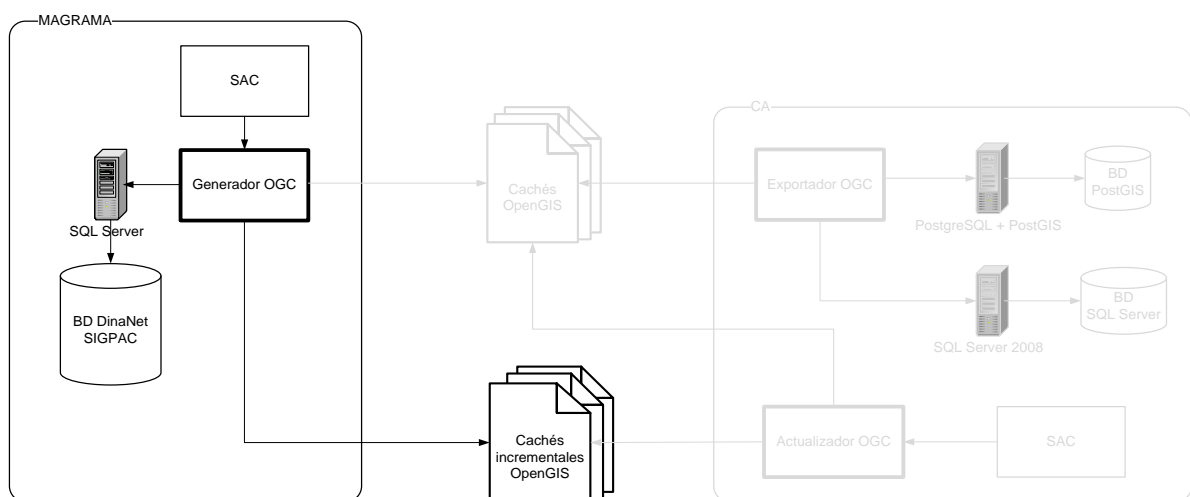 MAGRAMA
SAC
CA
Generador OGC
Cachés
OpenGIS
Exportador OGC
BD
PostGIS
SQL Server
PostgreSQL + PostGIS
BD DinaNet
SIGPAC
BD
SQL Server
SQL Server 2008
Cachés
incrementales
OpenGIS
Actualizador OGC
SAC